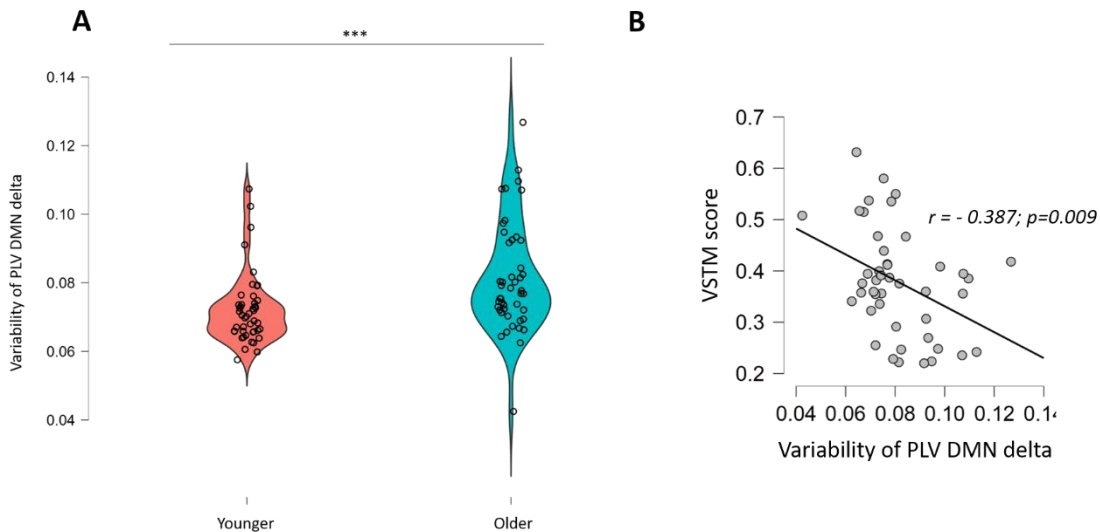 A
***
Variability of PLV DMN delta
0.14
0.12
0.10
0.08
0.06
0.04
Younger
Older
B
VSTM score
0.7
0.6
0.5
0.4
0.3
0.2
r = - 0.387; p=0.009
0.04 0.06 0.08 0.10 0.12 0.14
Variability of PLV DMN delta